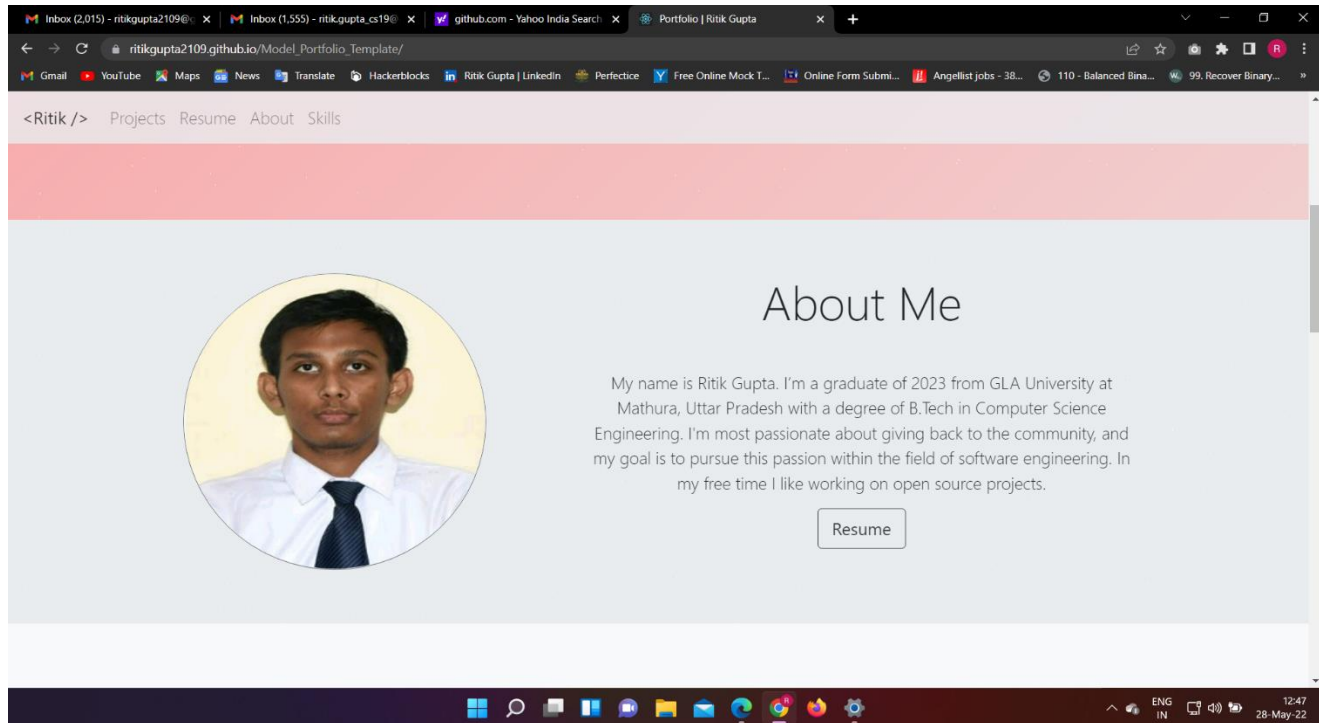 Inbox (2,015) - ritikgupta2109@g
Inbox (1,555) - ritik.gupta_cs19@
github.com - Yahoo India Search
Portfolio | Ritik Gupta
ritikgupta2109.github.io/Model_Portfolio_Template/
R
Gmail
YouTube
Maps
News
Translate
Hackerblocks
Ritik Gupta | LinkedIn
Perfectice
Free Online Mock T...
Online Form Submi...
Angellist jobs - 38...
110 - Balanced Bina...
99. Recover Binary...
<Ritik /> Projects Resume About Skills
About Me
My name is Ritik Gupta. I'm a graduate of 2023 from GLA University at
Mathura, Uttar Pradesh with a degree of B.Tech in Computer Science
Engineering. I'm most passionate about giving back to the community, and
my goal is to pursue this passion within the field of software engineering. In
my free time I like working on open source projects.
Resume
ENG
IN
12:47
28-May-22